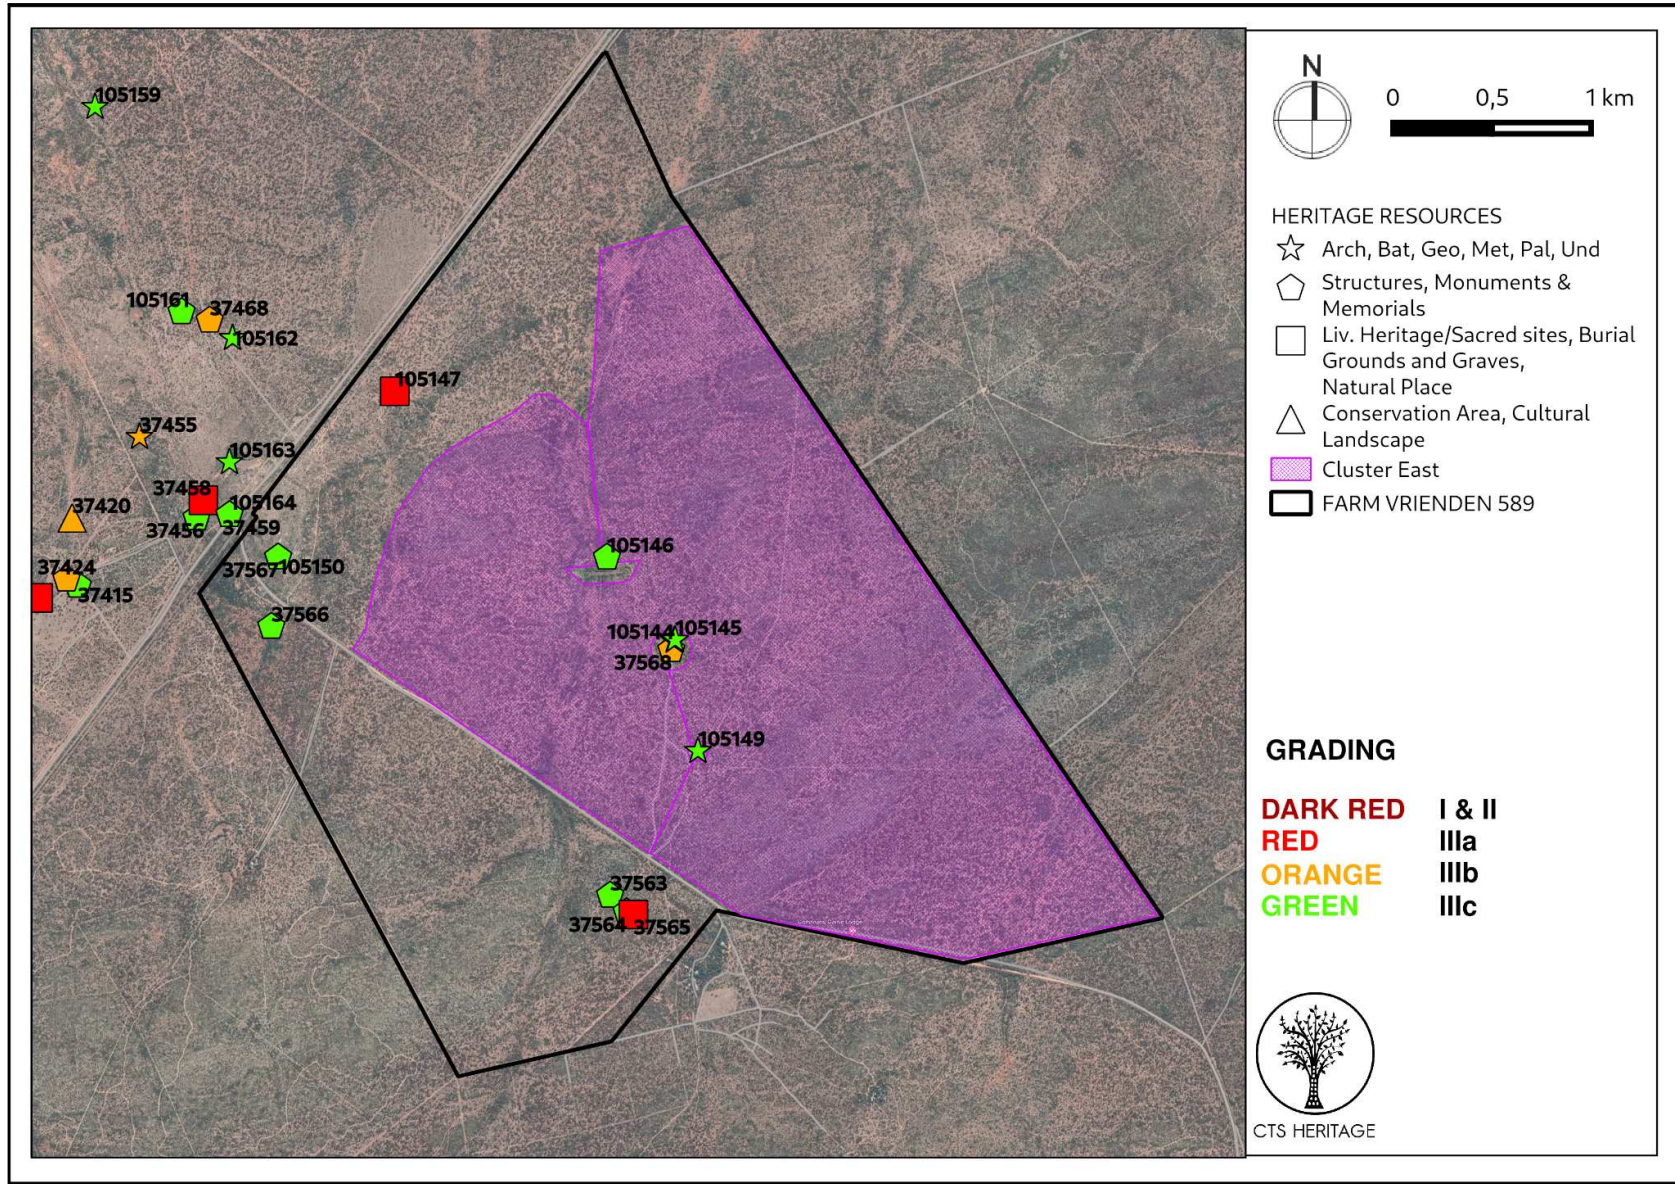 105159
105161
37468
105162
105147
37455
105163
37458
105164
37420
37456
37459
105146
37424
37567
105150
37415
37566
105144
105145
37568
105149
37563
37564
37565
N
0 0,5 1 km
HERITAGE RESOURCES
Arch, Bat, Geo, Met, Pal, Und
Structures, Monuments &
Memorials
Liv. Heritage/Sacred sites, Burial
Grounds and Graves,
Natural Place
Conservation Area, Cultural
Landscape
Cluster East
FARM VRIENDEN 589
GRADING
DARK RED I & II
RED IIIa
ORANGE IIIb
GREEN IIIc
CTS HERITAGE